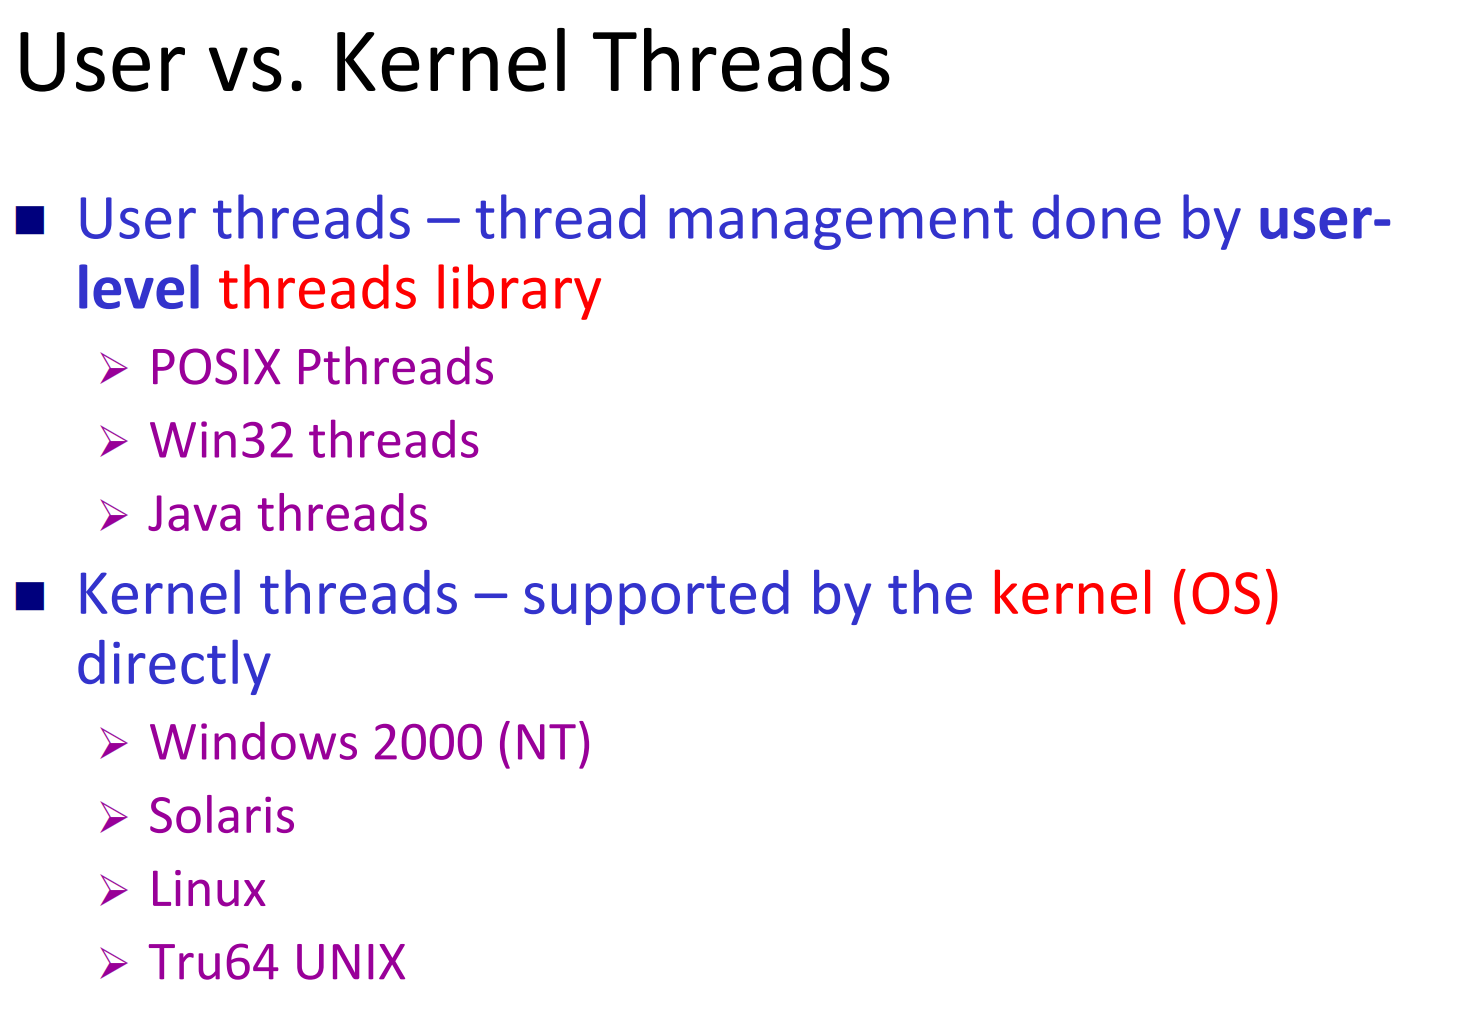 User vs. Kernel Threads
■ User threads – thread management done by user-
level threads library
➢ POSIX Pthreads
➢ Win32 threads
➢ Java threads
■ Kernel threads – supported by the kernel (OS)
directly
➢ Windows 2000 (NT)
➢ Solaris
➢ Linux
➢ Tru64 UNIX